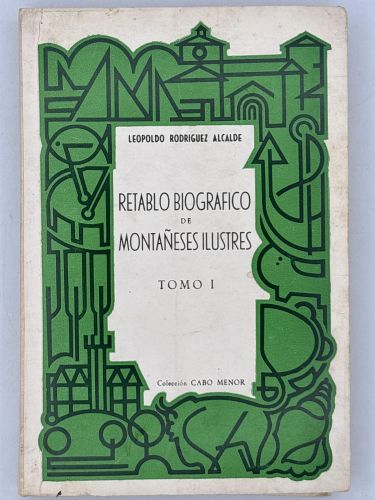 LEOPOLDO RODRIGUEZ ALCALDE
RETABLO BIOGRAFICO
DE
MONTAÑESES ILUSTRES
TOMO I
Colección CABO MENOR